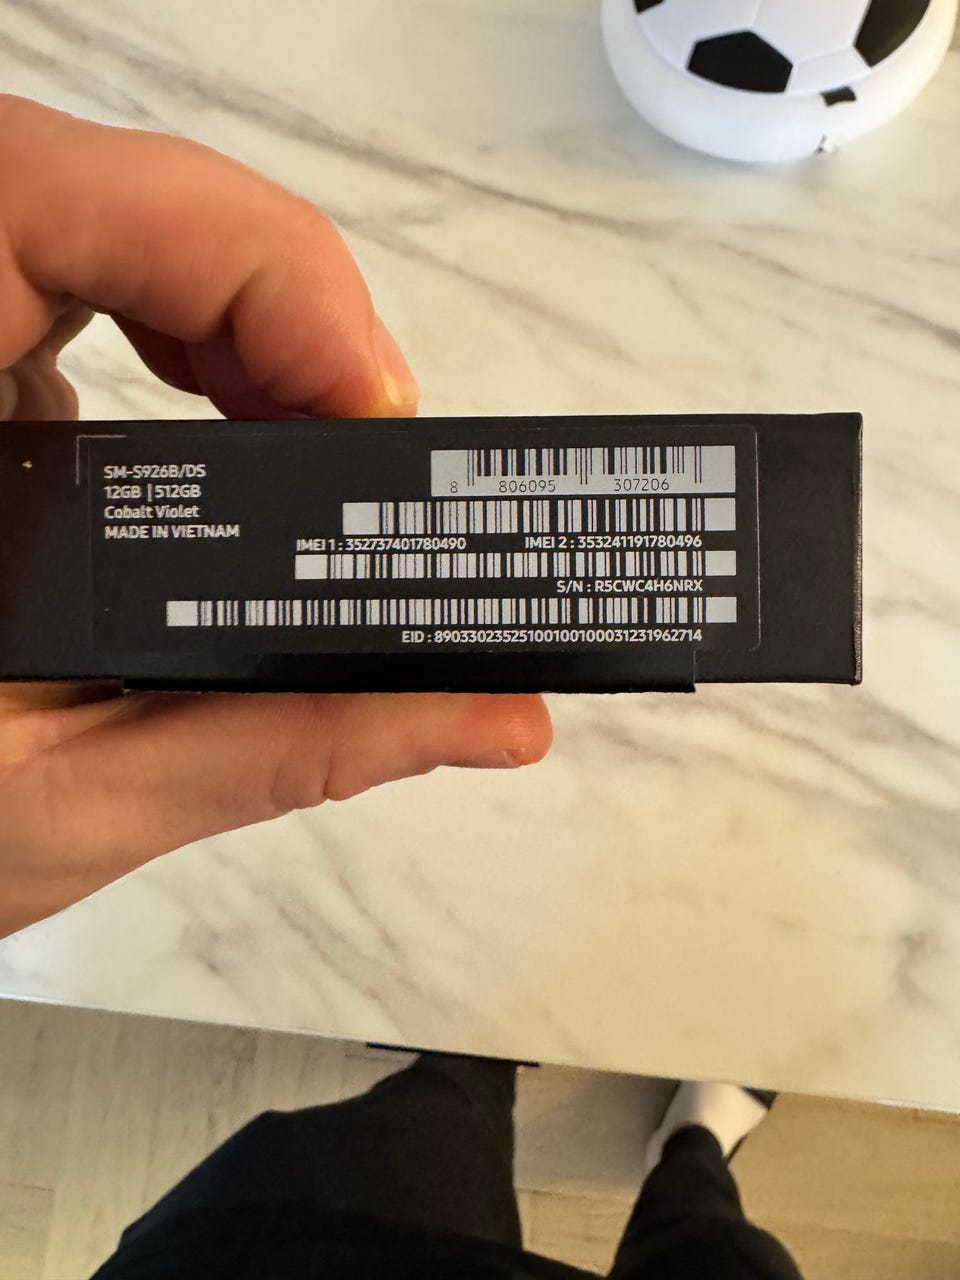 SM-S926B/DS
12GB | 512GB
Cobalt Violet
MADE IN VIETNAM
8 806095 307206
IMEI 1 : 352737401780490 IMEI 2 : 353241191780496
S/N : R5CWC4H6NRX
EID : 89033023525100100100031231962714